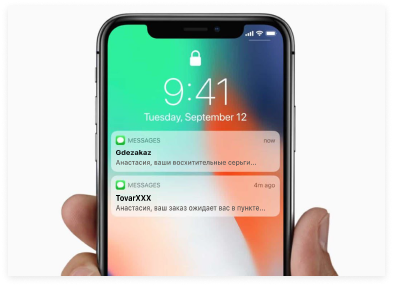 9:41
Tuesday, September 12
MESSAGES now
Gdezakaz
Анастасия, ваши восхитительные серьги...
MESSAGES 4m ago
TovarXXX
Анастасия, ваш заказ ожидает вас в пункте...